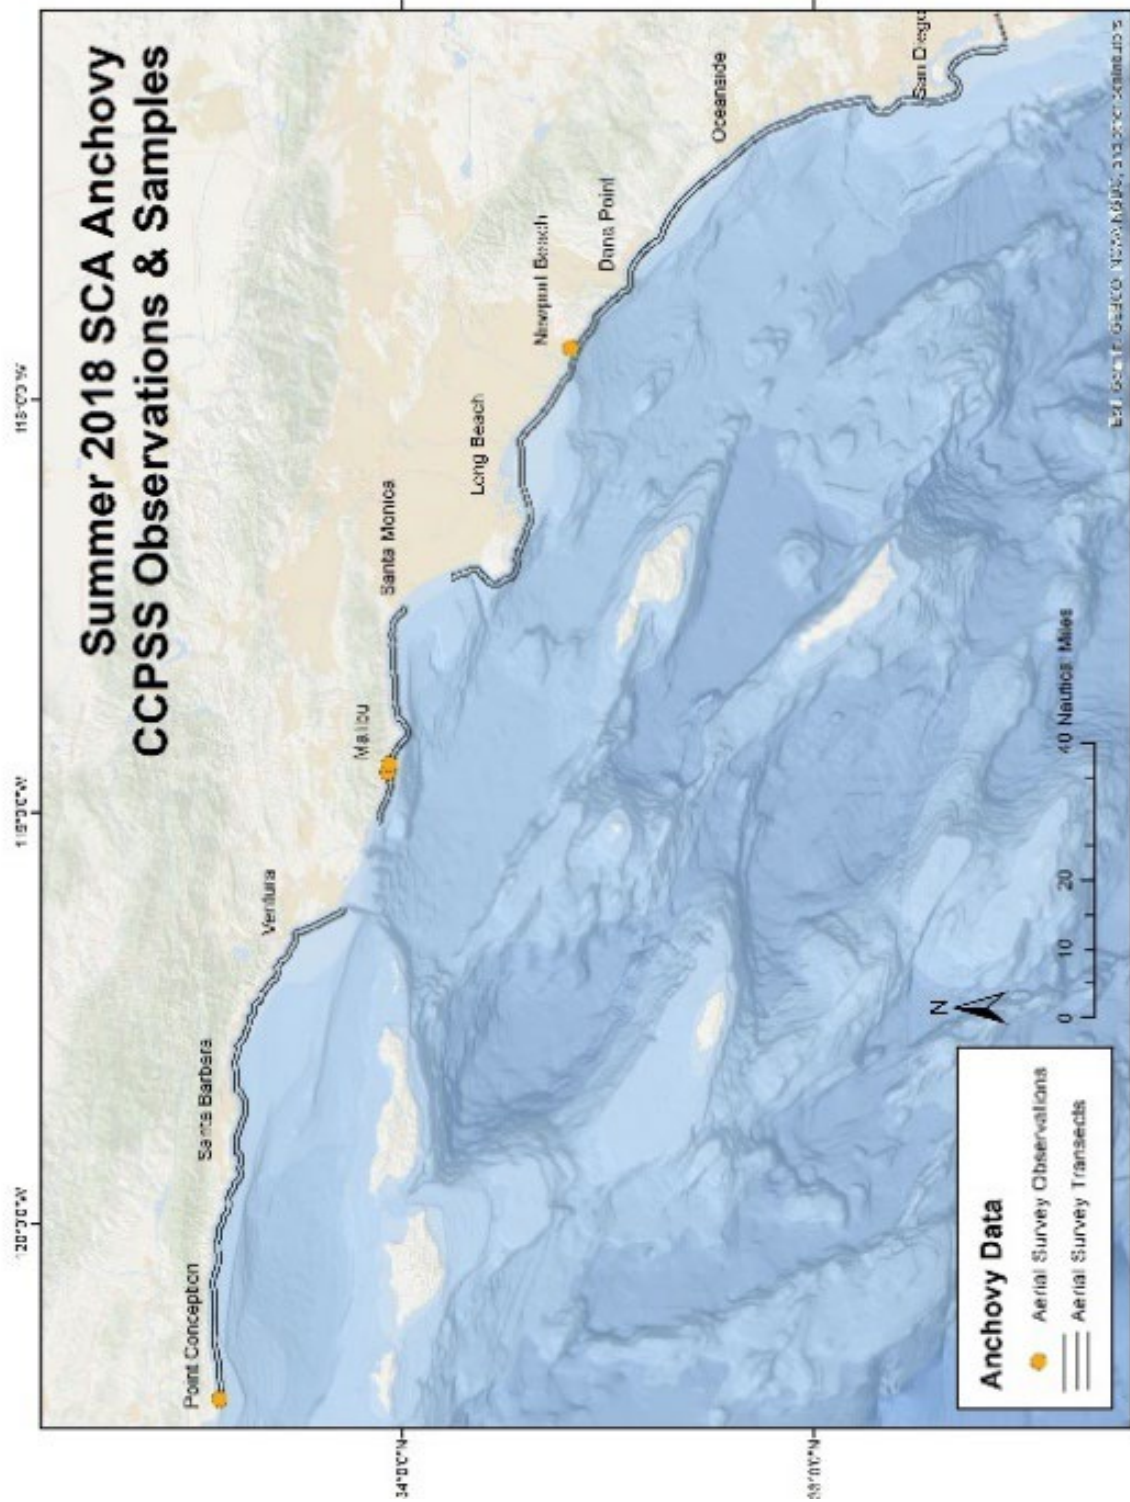 Summer 2018 SCA Anchovy
CCPSS Observations & Samples
120°0'0"W
118°0'0"W
34°0'0"N
33°0'0"N
Point Conception
Santa Barbara
Ventura
Malibu
Santa Monica
Long Beach
Newport Beach
Dana Point
Oceanside
San Diego
Anchovy Data
Aerial Survey Observations
Aerial Survey Transects
N
0 10 20 40 Nautical Miles